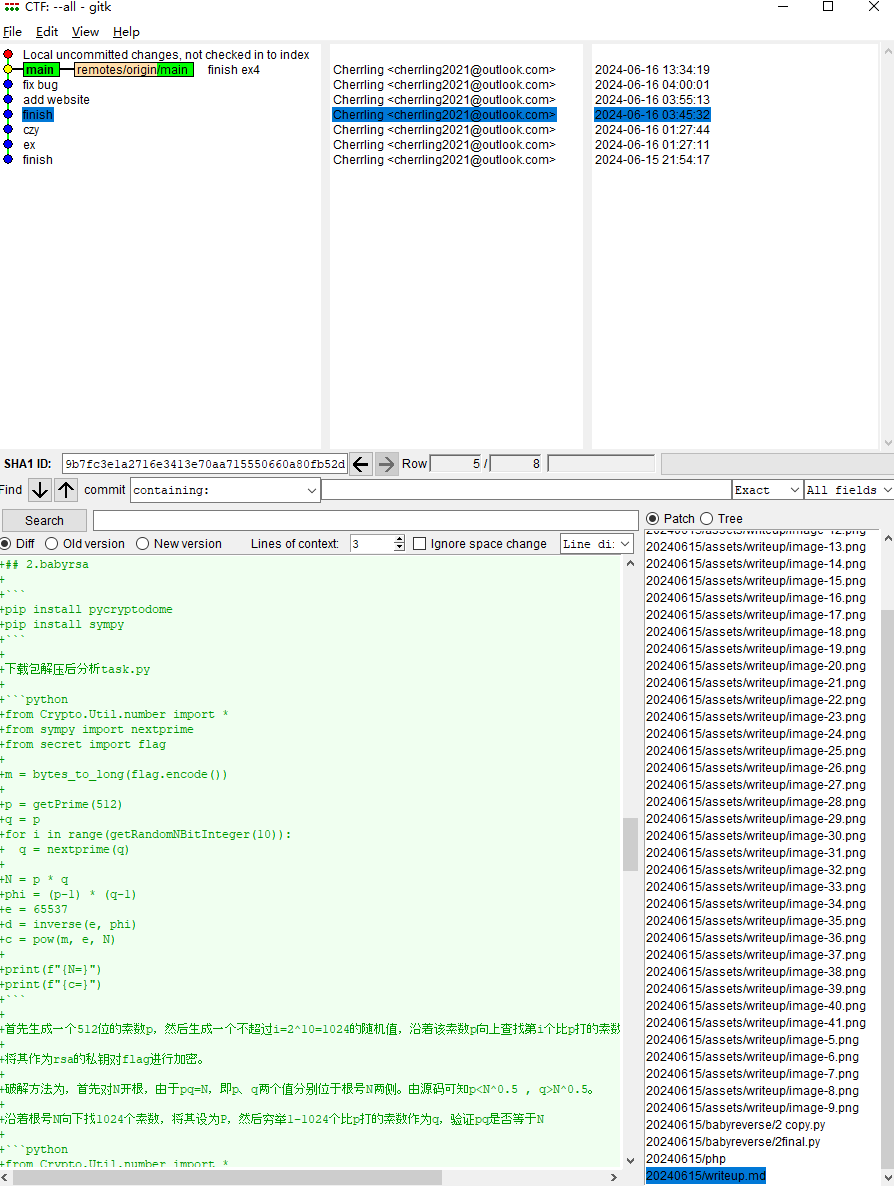 CTF: --all - gitk
File Edit View Help
Local uncommitted changes, not checked in to index
main remotes/origin/main finish ex4 Cherrling <cherrling2021@outlook.com> 2024-06-16 13:34:19
fix bug Cherrling <cherrling2021@outlook.com> 2024-06-16 04:00:01
add website Cherrling <cherrling2021@outlook.com> 2024-06-16 03:55:13
finish Cherrling <cherrling2021@outlook.com> 2024-06-16 03:45:32
czy Cherrling <cherrling2021@outlook.com> 2024-06-16 01:27:44
ex Cherrling <cherrling2021@outlook.com> 2024-06-16 01:27:11
finish Cherrling <cherrling2021@outlook.com> 2024-06-15 21:54:17
SHA1 ID: 9b7fc3e1a2716e3413e70aa715550660a80fb52d Row 5 / 8
Find commit containing: Exact All fields
Search
Diff Old version New version Lines of context: 3 Ignore space change Line di:
+## 2.babyrsa
+
+```
+pip install pycryptodome
+pip install sympy
+```
+
+下载包解压后分析task.py
+
+```python
+from Crypto.Util.number import *
+from sympy import nextprime
+from secret import flag
+
+m = bytes_to_long(flag.encode())
+
+p = getPrime(512)
+q = p
+for i in range(getRandomNBitInteger(10)):
+  q = nextprime(q)
+
+N = p * q
+phi = (p-1) * (q-1)
+e = 65537
+d = inverse(e, phi)
+c = pow(m, e, N)
+
+print(f"{N=}")
+print(f"{c=}")
+```
+
+首先生成一个512位的素数p，然后生成一个不超过i=2^10=1024的随机值，沿着该素数p向上查找第i个比p打的素数
+
+将其作为rsa的私钥对flag进行加密。
+
+破解方法为，首先对N开根，由于pq=N，即p、q两个值分别位于根号N两侧。由源码可知p<N^0.5 , q>N^0.5。
+
+沿着根号N向下找1024个素数，将其设为P，然后穷举1-1024个比p打的素数作为q，验证pq是否等于N
+
+```python
+from Crypto.Util.number import *
Patch Tree
20240615/assets/writeup/image-12.png
20240615/assets/writeup/image-13.png
20240615/assets/writeup/image-14.png
20240615/assets/writeup/image-15.png
20240615/assets/writeup/image-16.png
20240615/assets/writeup/image-17.png
20240615/assets/writeup/image-18.png
20240615/assets/writeup/image-19.png
20240615/assets/writeup/image-20.png
20240615/assets/writeup/image-21.png
20240615/assets/writeup/image-22.png
20240615/assets/writeup/image-23.png
20240615/assets/writeup/image-24.png
20240615/assets/writeup/image-25.png
20240615/assets/writeup/image-26.png
20240615/assets/writeup/image-27.png
20240615/assets/writeup/image-28.png
20240615/assets/writeup/image-29.png
20240615/assets/writeup/image-30.png
20240615/assets/writeup/image-31.png
20240615/assets/writeup/image-32.png
20240615/assets/writeup/image-33.png
20240615/assets/writeup/image-34.png
20240615/assets/writeup/image-35.png
20240615/assets/writeup/image-36.png
20240615/assets/writeup/image-37.png
20240615/assets/writeup/image-38.png
20240615/assets/writeup/image-39.png
20240615/assets/writeup/image-40.png
20240615/assets/writeup/image-41.png
20240615/assets/writeup/image-5.png
20240615/assets/writeup/image-6.png
20240615/assets/writeup/image-7.png
20240615/assets/writeup/image-8.png
20240615/assets/writeup/image-9.png
20240615/babyreverse/2 copy.py
20240615/babyreverse/2final.py
20240615/php
20240615/writeup.md